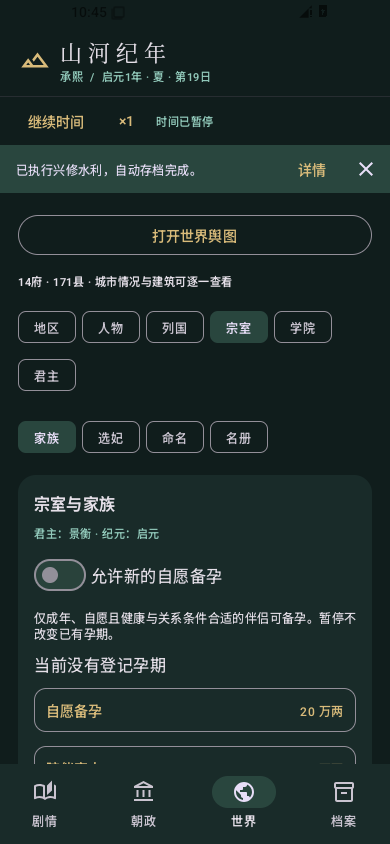 10:45
山河纪年
承熙 / 启元1年 · 夏 · 第19日
继续时间 ×1 时间已暂停
已执行兴修水利，自动存档完成。 详情
打开世界舆图
14府 · 171县 · 城市情况与建筑可逐一查看
地区 人物 列国 宗室 学院
君主
家族 选妃 命名 名册
宗室与家族
君主：景衡 · 纪元：启元
允许新的自愿备孕
仅成年、自愿且健康与关系条件合适的伴侣可备孕。暂停不
改变已有孕期。
当前没有登记孕期
自愿备孕 20 万两
剧情 朝政 世界 档案